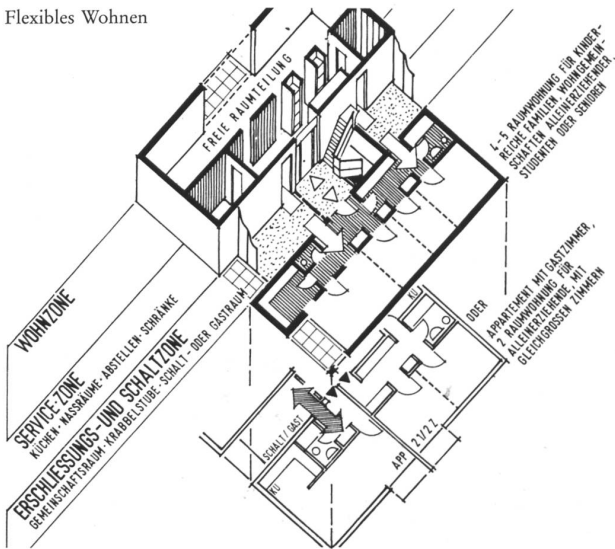 Flexibles Wohnen
FREIE RAUMTEILUNG
4-5 RAUMWOHNUNG FÜR KINDER-
REICHE FAMILIEN WOHNGEMEIN-
SCHAFTEN ALLEINERZIEHENDER,
STUDENTEN ODER SENIOREN
WOHNZONE
SERVICE-ZONE
KÜCHEN·NASSRÄUME·ABSTELLEN·SCHRÄNKE
ERSCHLIESSUNGS-UND SCHALTZONE
GEMEINSCHAFTSRAUM·KRABBELSTUBE·SCHALT-ODER GASTRAUM
APPARTEMENT MIT GASTZIMMER,
2 RAUMWOHNUNG FÜR
ALLEINERZIEHENDE MIT
GLEICHGROSSEN ZIMMERN
KÜ
ODER
SCHALT/GAST
KÜ
APP
2 1/2 Z.